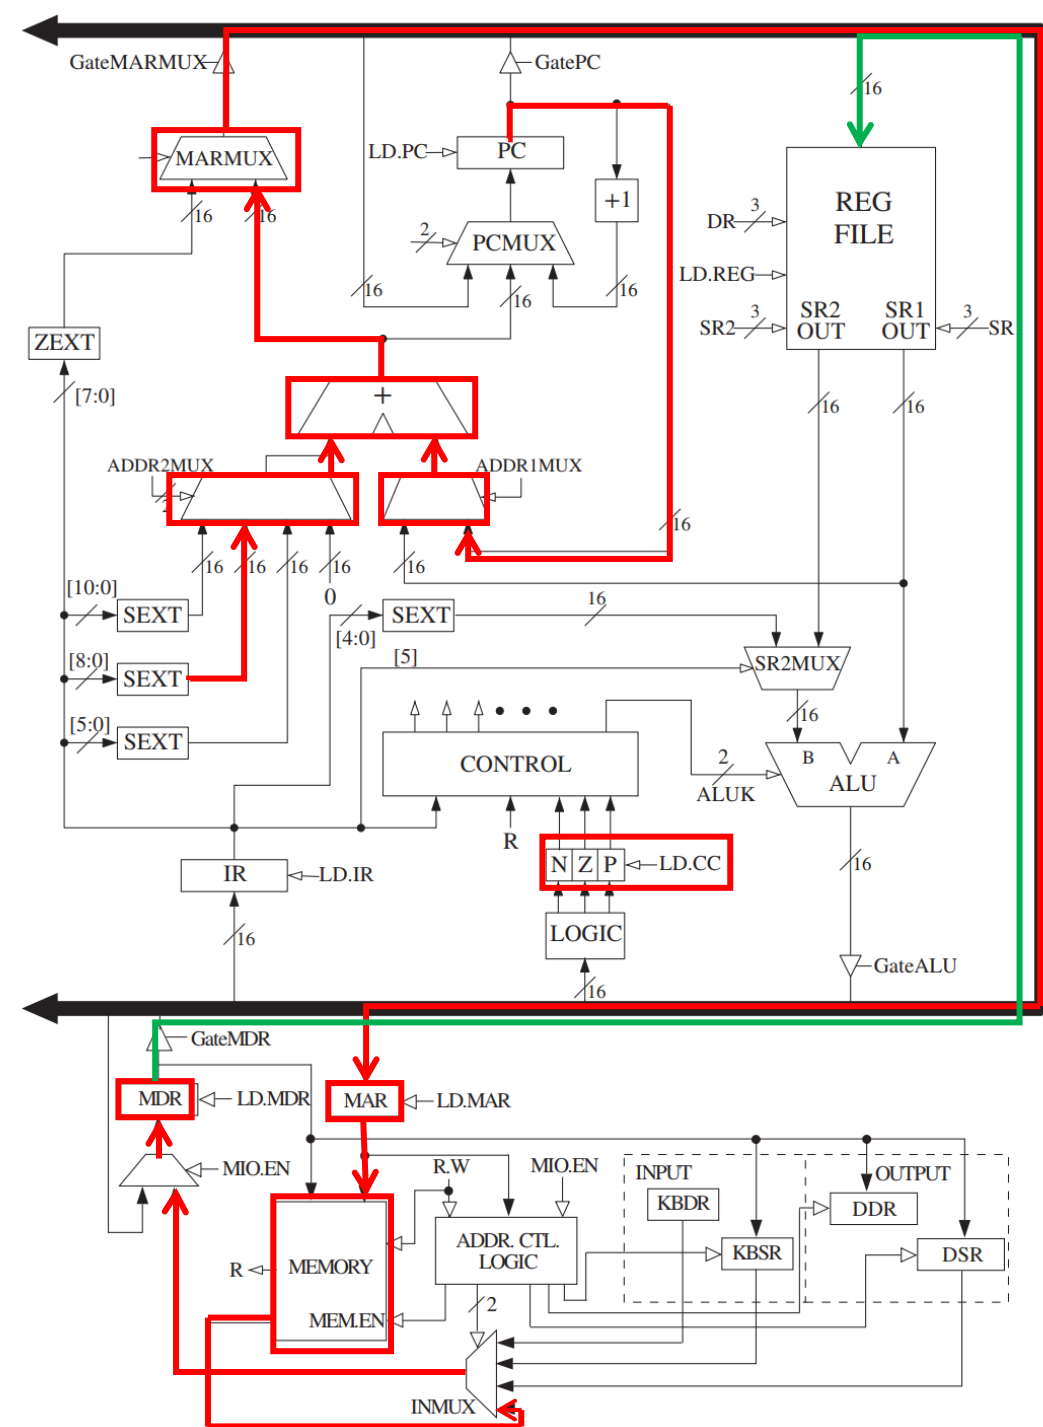 GateMARMUX
GatePC
16
MARMUX
LD.PC
PC
16
16
+1
REG
FILE
DR
3
2
PCMUX
LD.REG
16
16
16
ZEXT
SR2
3
SR2
OUT
SR1
OUT
3
SR
[7:0]
+
16
16
ADDR2MUX
ADDR1MUX
2
16
16
16
16
16
16
[10:0]
SEXT
0
[4:0]
SEXT
16
[8:0]
SEXT
[5]
SR2MUX
[5:0]
SEXT
16
CONTROL
2
ALUK
B
A
ALU
R
IR
LD.IR
N
Z
P
LD.CC
16
16
LOGIC
16
GateALU
GateMDR
MDR
LD.MDR
MAR
LD.MAR
MIO.EN
R.W
MIO.EN
INPUT
OUTPUT
KBDR
DDR
MEMORY
R
ADDR. CTL.
LOGIC
KBSR
DSR
MEM.EN
2
INMUX